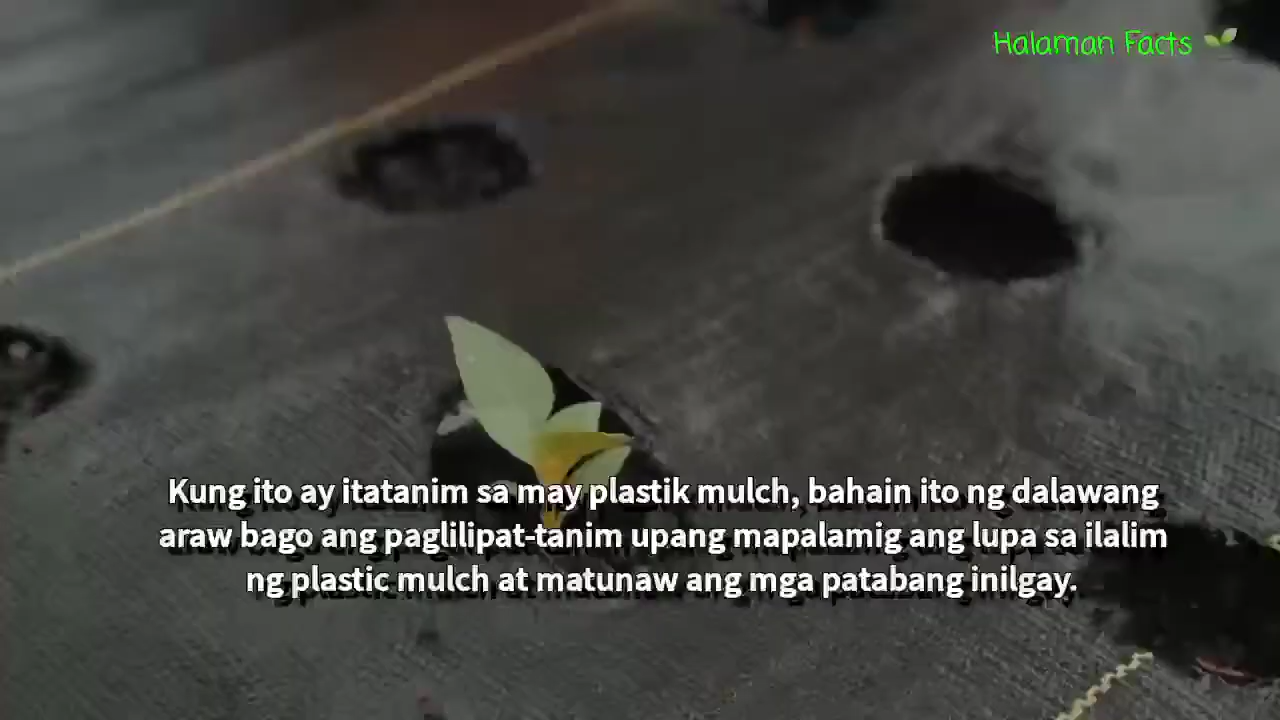 Halaman Facts
Kung ito ay itatanim sa may plastik mulch, bahain ito ng dalawang
araw bago ang paglilipat-tanim upang mapalamig ang lupa sa ilalim
ng plastic mulch at matunaw ang mga patabang inilgay.